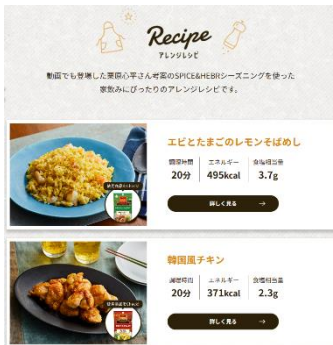 Recipe
アレンジレシピ
動画でも登場した栗原心平さん考案のSPICE&HEBRシーズニングを使った
家飲みにぴったりのアレンジレシピです。
エビとたまごのレモンそばめし
調理時間 エネルギー 食塩相当量
20分 495kcal 3.7g
詳しく見る →
韓国風チキン
調理時間 エネルギー 食塩相当量
20分 371kcal 2.3g
詳しく見る →